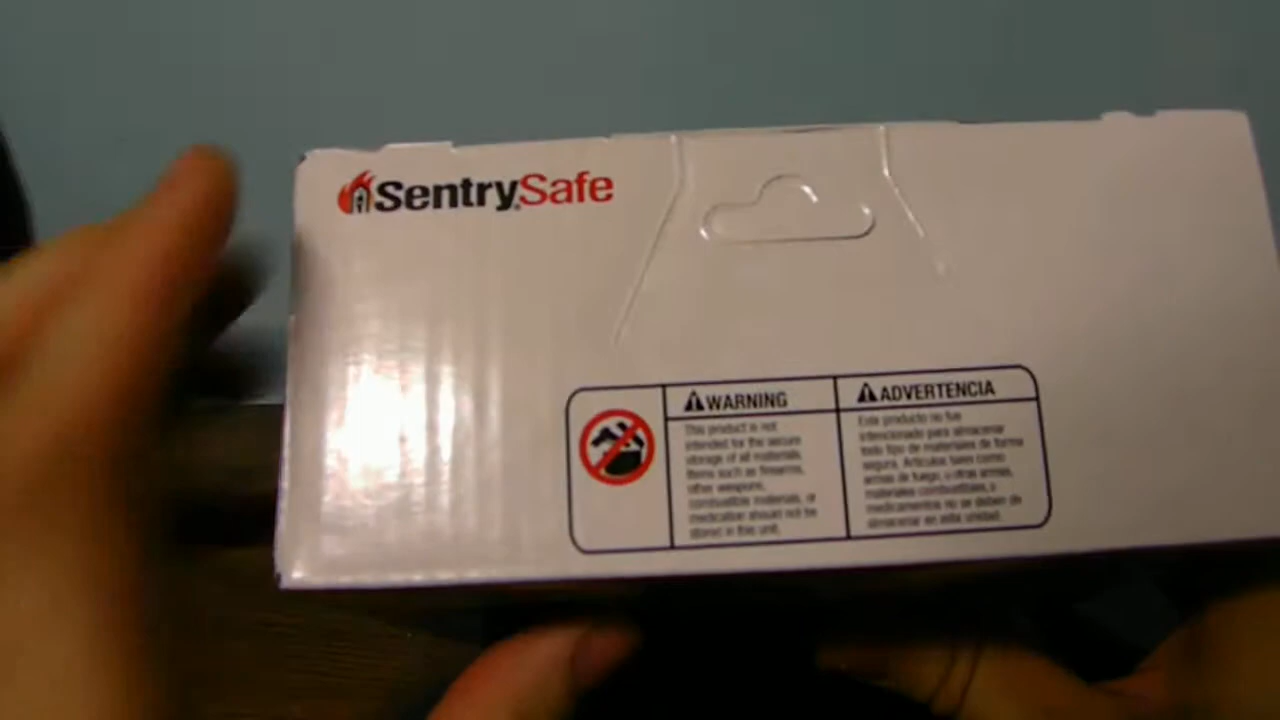 SentrySafe
WARNING
This product is not
intended for the secure
storage of all materials.
Items such as firearms,
other weapons,
combustible materials, or
medication should not be
stored in this unit.
ADVERTENCIA
Este producto no fue
intencionado para almacenar
todo tipo de materiales de forma
segura. Artículos tales como
armas de fuego, u otras armas,
materiales combustibles, o
medicamentos no se deben de
almacenar en esta unidad.